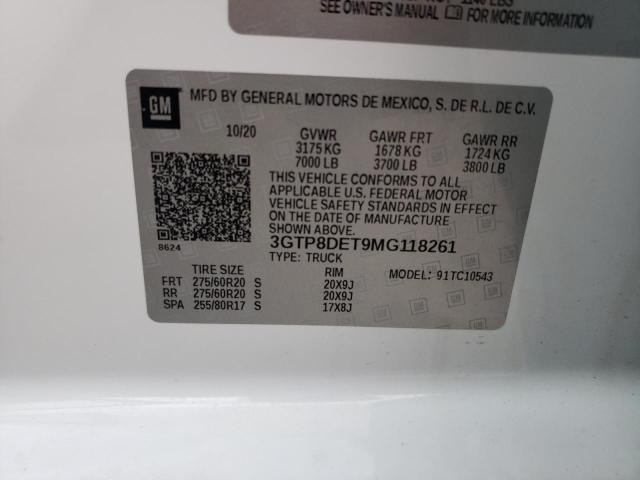 LBS
SEE OWNER'S MANUAL FOR MORE INFORMATION
GM
MFD BY GENERAL MOTORS DE MEXICO, S. DE R.L. DE C.V.
10/20 GVWR GAWR FRT GAWR RR
3175 KG 1678 KG 1724 KG
7000 LB 3700 LB 3800 LB
THIS VEHICLE CONFORMS TO ALL
APPLICABLE U.S. FEDERAL MOTOR
VEHICLE SAFETY STANDARDS IN EFFECT
ON THE DATE OF MANUFACTURE
SHOWN ABOVE.
8624
3GTP8DET9MG118261
TYPE: TRUCK
TIRE SIZE RIM MODEL: 91TC10543
FRT 275/60R20 S 20X9J
RR 275/60R20 S 20X9J
SPA 255/80R17 S 17X8J